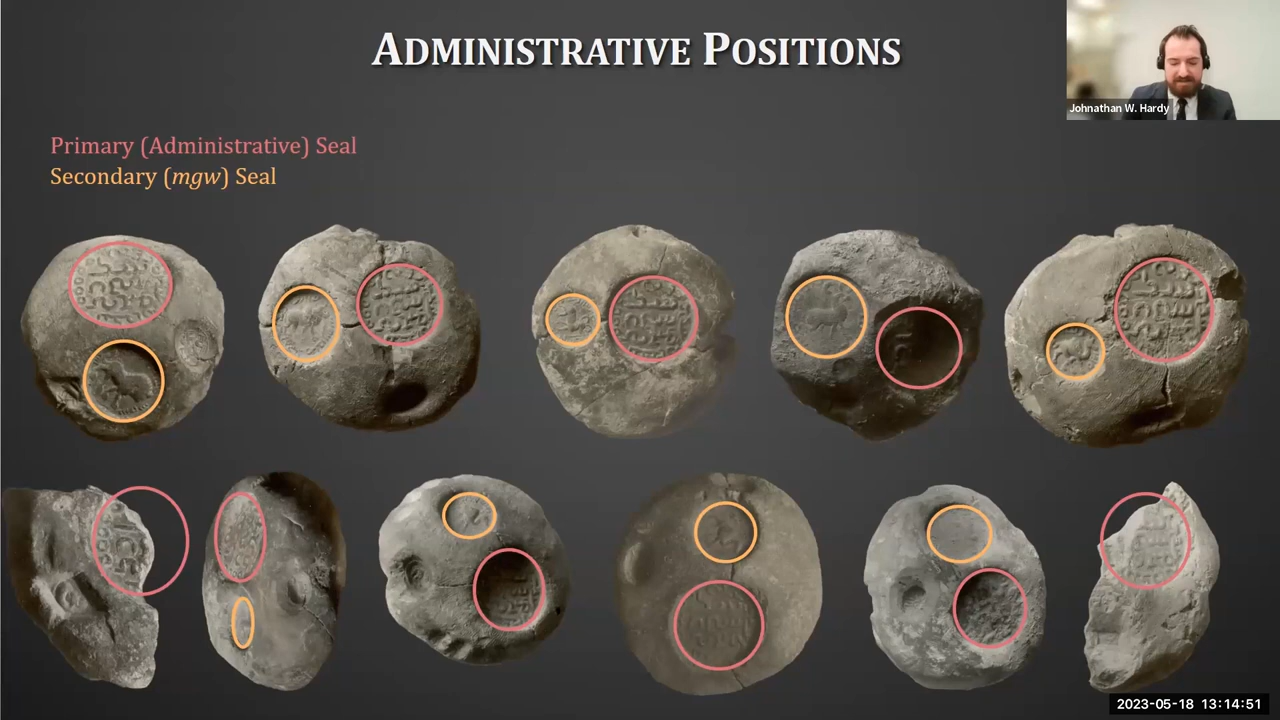 ADMINISTRATIVE POSITIONS
Johnathan W. Hardy
Primary (Administrative) Seal
Secondary (mgw) Seal
2023-05-18 13:14:51